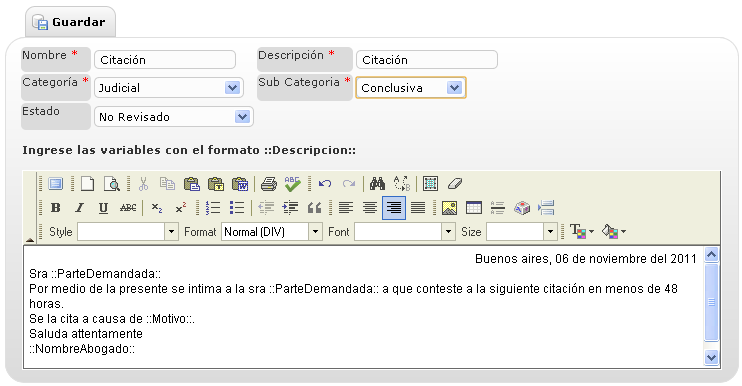 Guardar
Nombre * Citación Descripción * Citación
Categoría * Judicial Sub Categoria * Conclusiva
Estado No Revisado
Ingrese las variables con el formato ::Descripcion::
B I U ABC x₂ x²
Style Format Normal (DIV) Font Size
Buenos aires, 06 de noviembre del 2011
Sra ::ParteDemandada::
Por medio de la presente se intima a la sra ::ParteDemandada:: a que conteste a la siguiente citación en menos de 48
horas.
Se la cita a causa de ::Motivo::.
Saluda attentamente
::NombreAbogado::